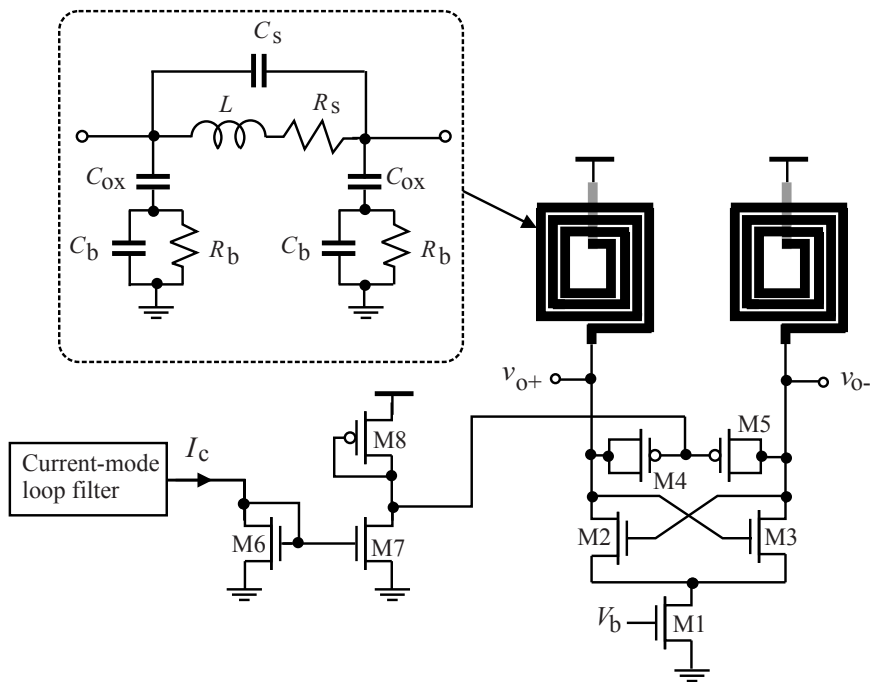 Cs
L
Rs
Cox
Cox
Cb
Rb
Cb
Rb
vo+
vo-
M5
M8
M4
Ic
Current-mode
loop filter
M6
M7
M2
M3
Vb
M1